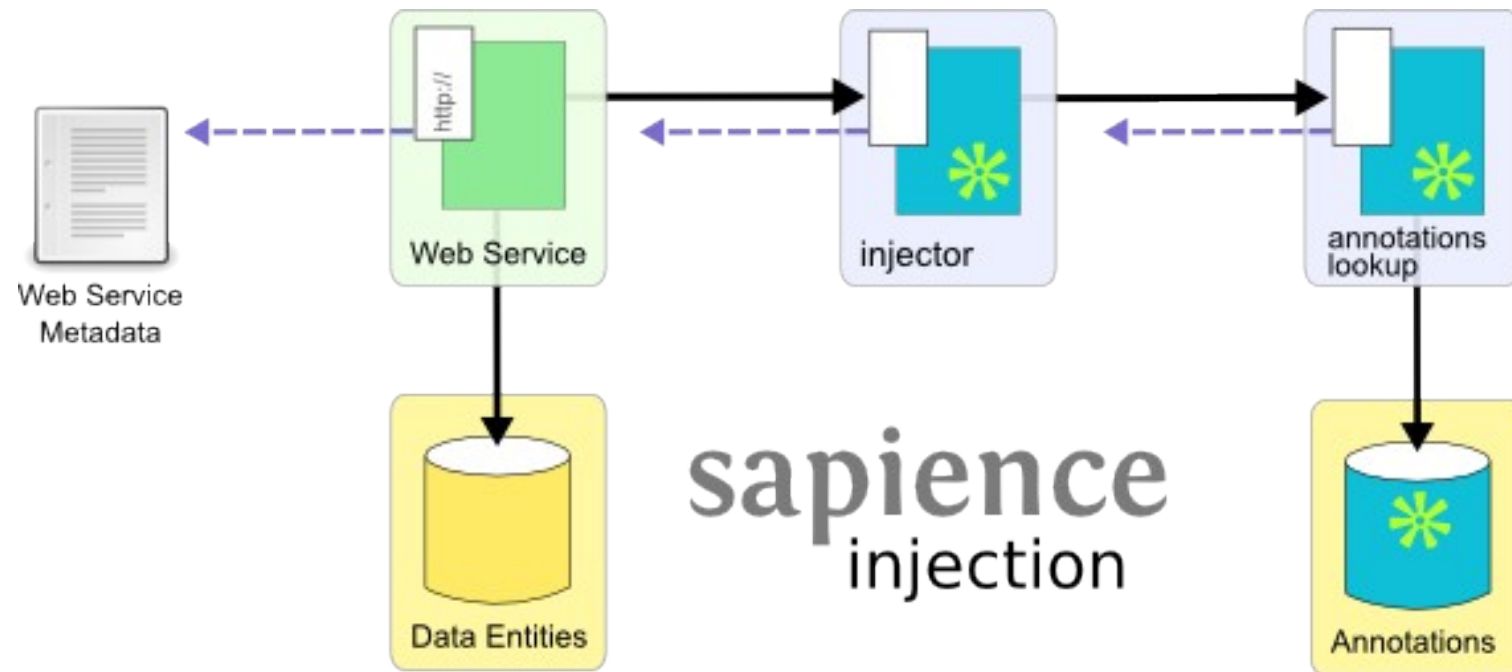 http://
Web Service
injector
annotations
lookup
Web Service
Metadata
sapience
injection
Data Entities
Annotations